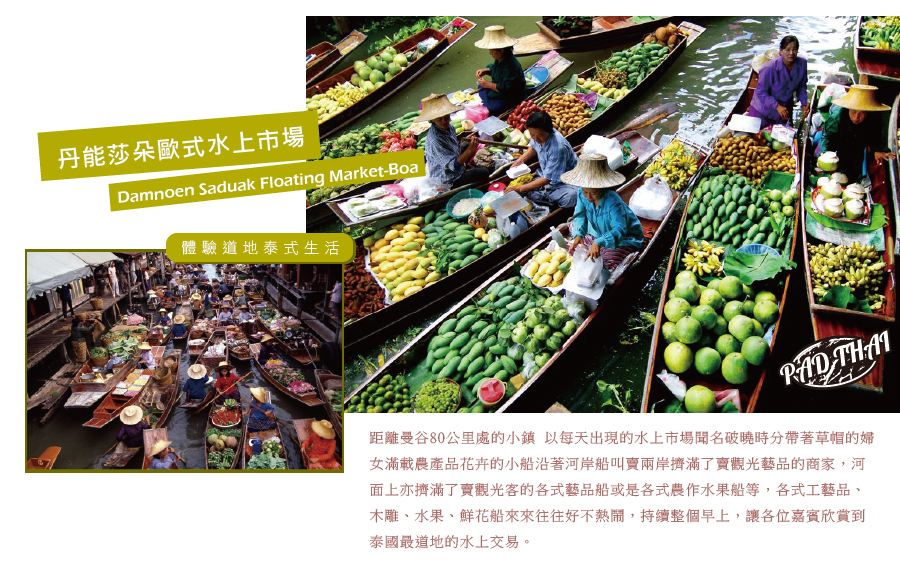 丹能莎朵歐式水上市場
Damnoen Saduak Floating Market-Boa
體驗道地泰式生活
PAD THAI
距離曼谷80公里處的小鎮 以每天出現的水上市場聞名破曉時分帶著草帽的婦
女滿載農產品花卉的小船沿著河岸船叫賣兩岸擠滿了賣觀光藝品的商家，河
面上亦擠滿了賣觀光客的各式藝品船或是各式農作水果船等，各式工藝品、
木雕、水果、鮮花船來來往往好不熱鬧，持續整個早上，讓各位嘉賓欣賞到
泰國最道地的水上交易。